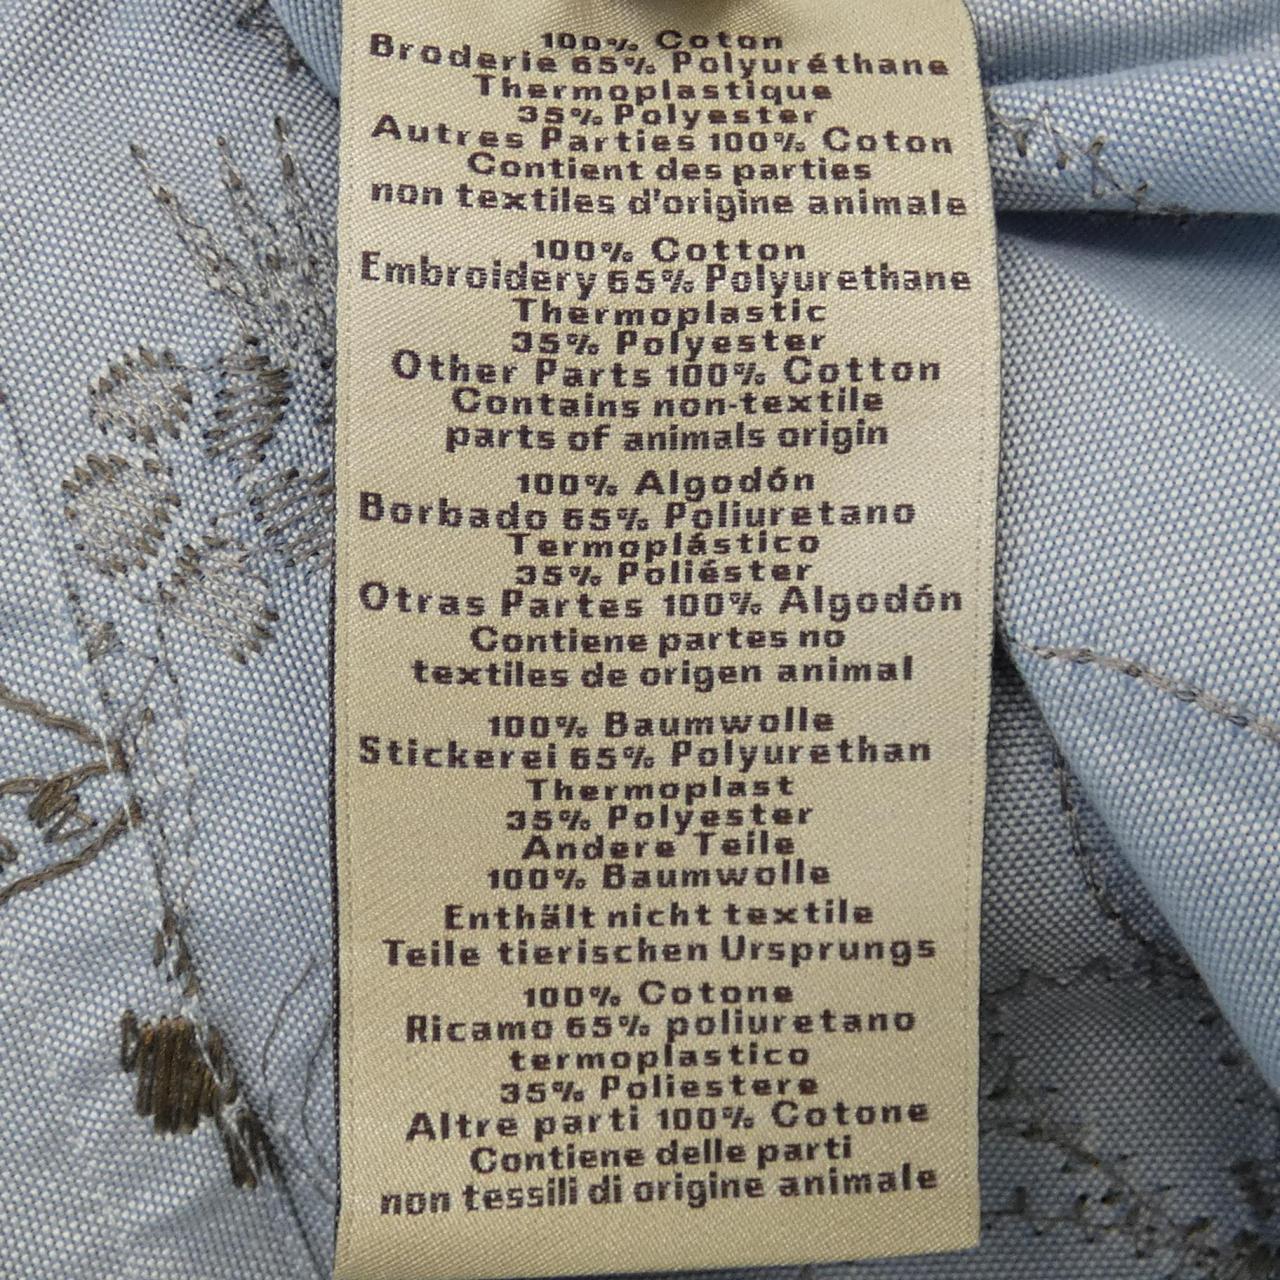 100% Coton
Broderie 65% Polyuréthane
Thermoplastique
35% Polyester
Autres Parties 100% Coton
Contient des parties
non textiles d'origine animale
100% Cotton
Embroidery 65% Polyurethane
Thermoplastic
35% Polyester
Other Parts 100% Cotton
Contains non-textile
parts of animals origin
100% Algodón
Borbado 65% Poliuretano
Termoplástico
35% Poliéster
Otras Partes 100% Algodón
Contiene partes no
textiles de origen animal
100% Baumwolle
Stickerei 65% Polyurethan
Thermoplast
35% Polyester
Andere Teile
100% Baumwolle
Enthält nicht textile
Teile tierischen Ursprungs
100% Cotone
Ricamo 65% poliuretano
termoplastico
35% Poliestere
Altre parti 100% Cotone
Contiene delle parti
non tessili di origine animale